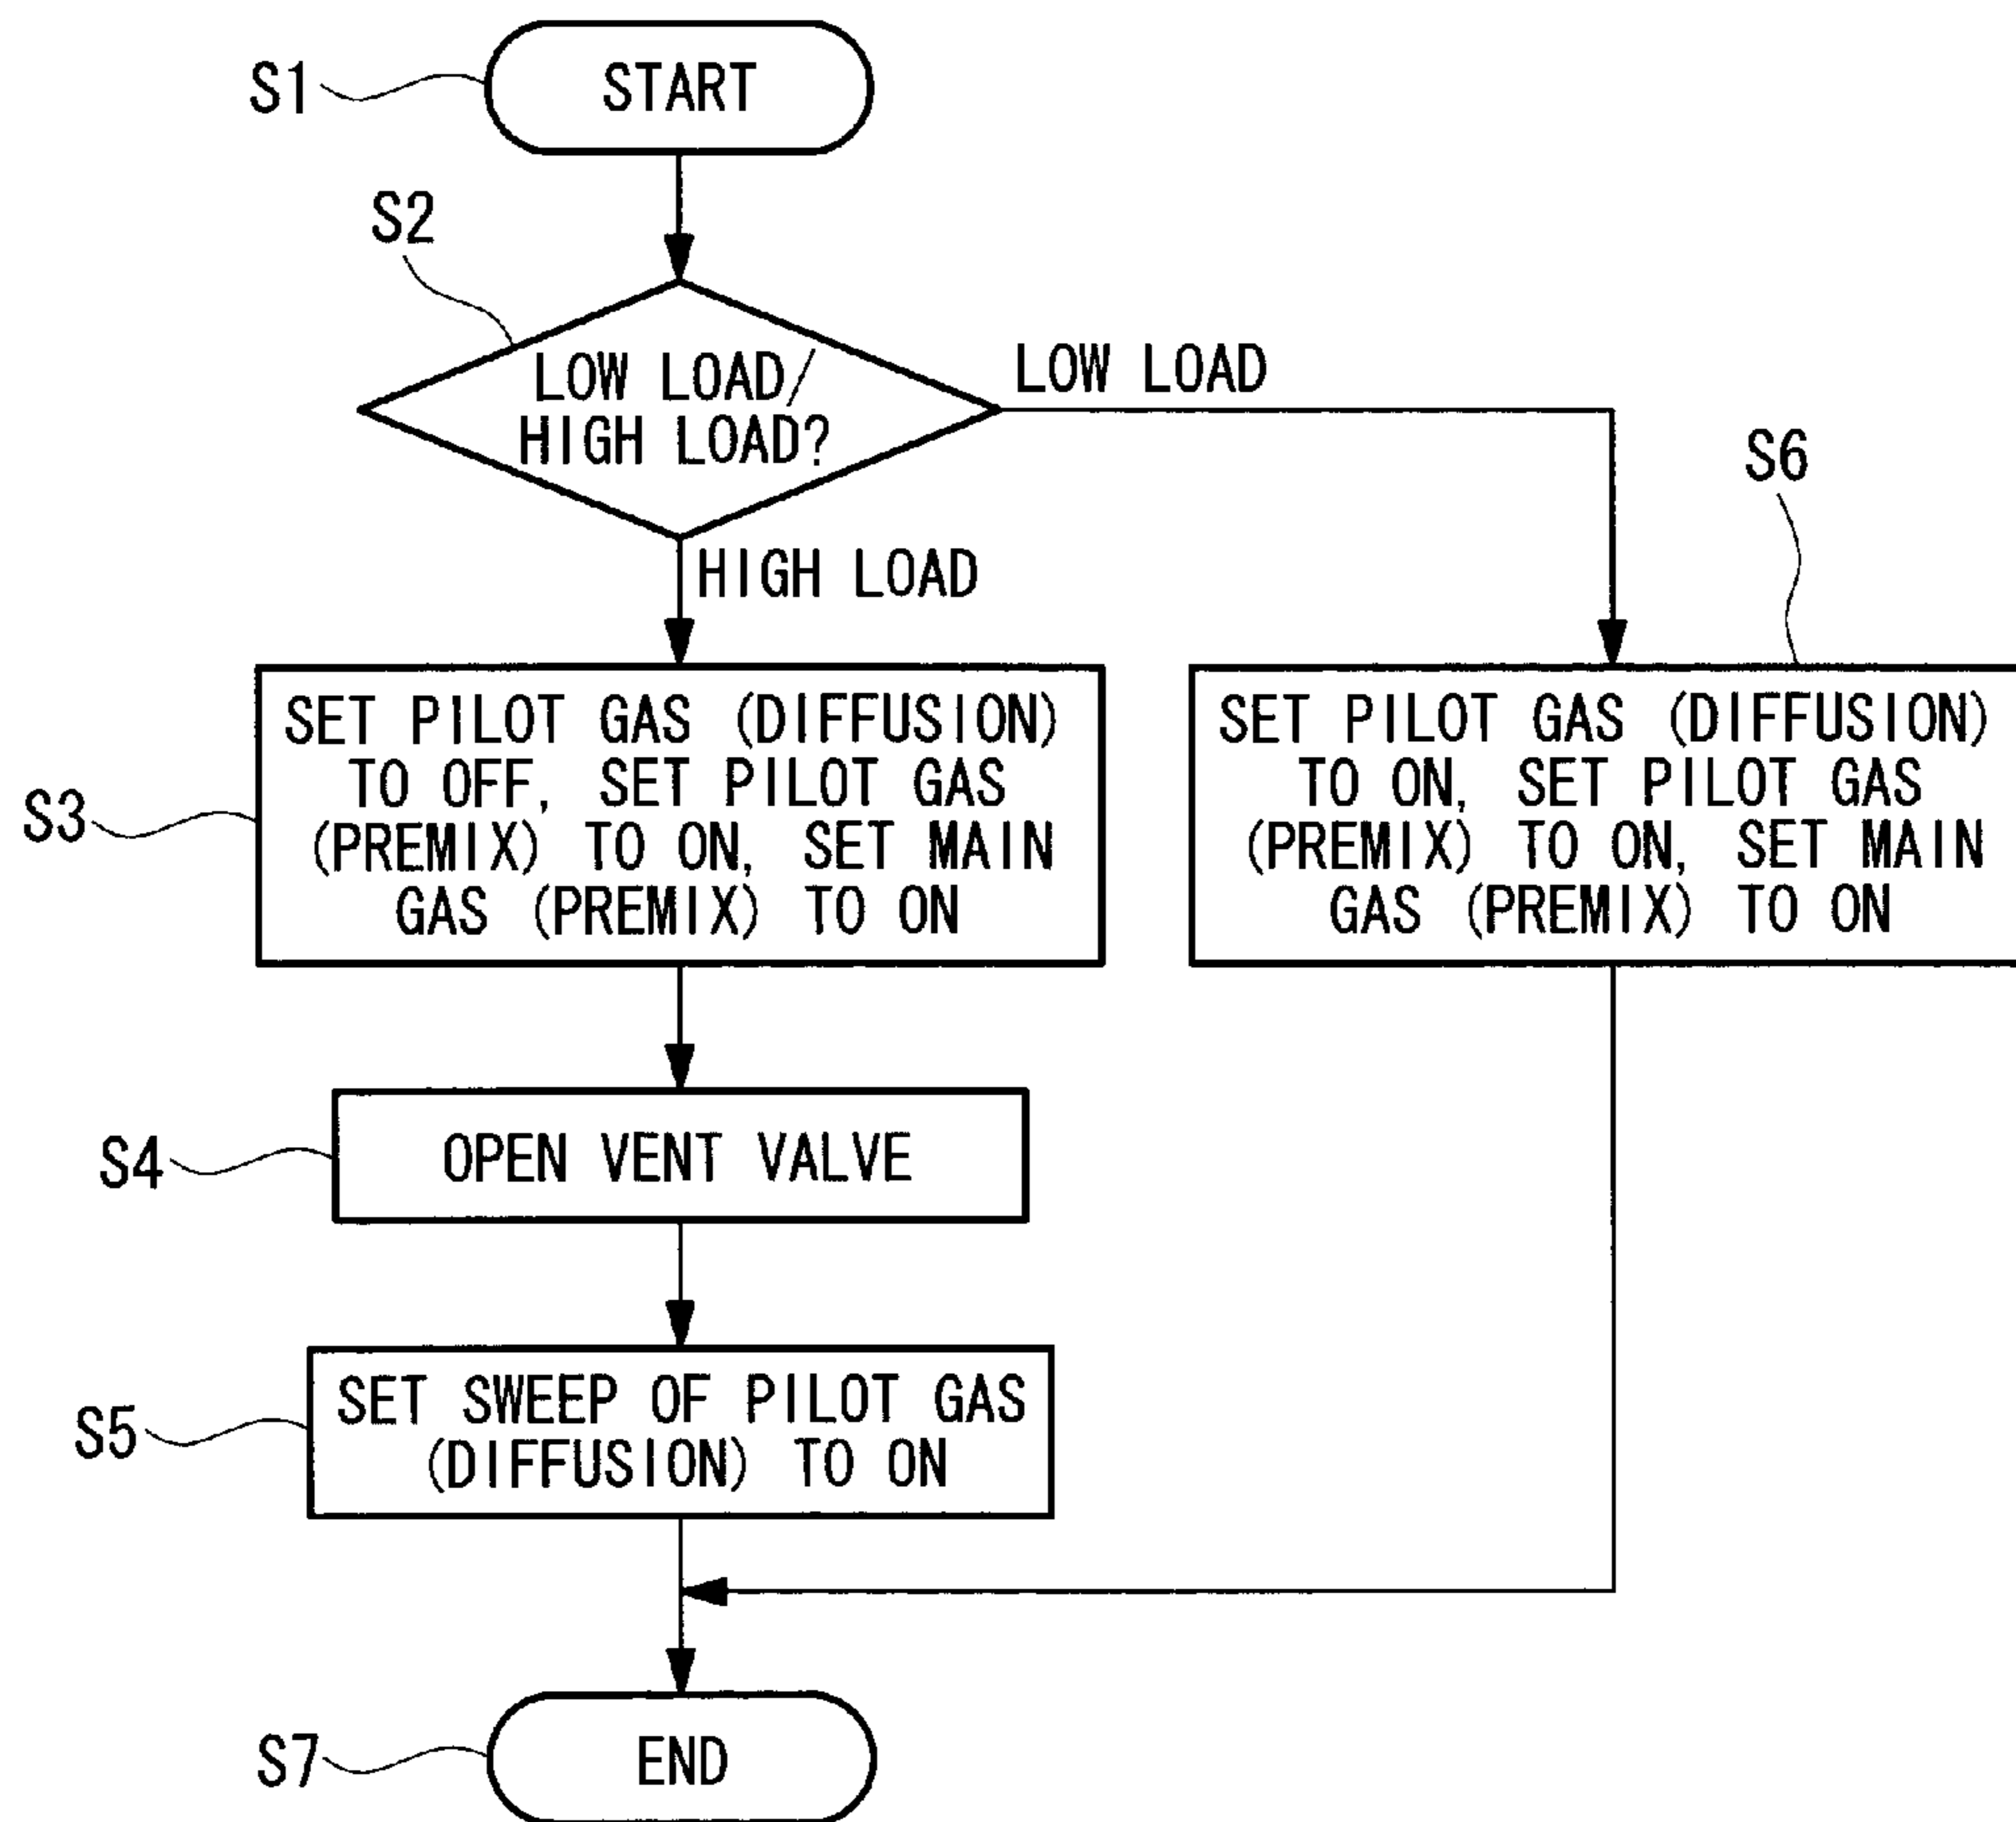 S1
START
S2
LOW LOAD/
HIGH LOAD?
LOW LOAD
HIGH LOAD
S3
SET PILOT GAS (DIFFUSION)
TO OFF, SET PILOT GAS
(PREMIX) TO ON, SET MAIN
GAS (PREMIX) TO ON
S6
SET PILOT GAS (DIFFUSION)
TO ON, SET PILOT GAS
(PREMIX) TO ON, SET MAIN
GAS (PREMIX) TO ON
S4
OPEN VENT VALVE
S5
SET SWEEP OF PILOT GAS
(DIFFUSION) TO ON
S7
END